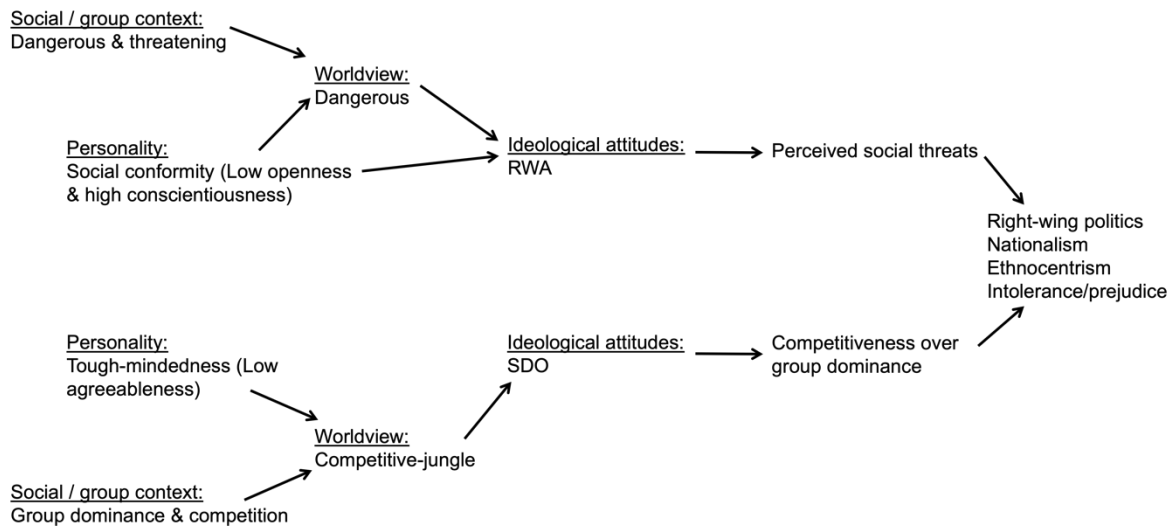 Social / group context:
Dangerous & threatening
Worldview:
Dangerous
Personality:
Social conformity (Low openness
& high conscientiousness)
Ideological attitudes:
RWA
Perceived social threats
Right-wing politics
Nationalism
Ethnocentrism
Intolerance/prejudice
Personality:
Tough-mindedness (Low
agreeableness)
Ideological attitudes:
SDO
Competitiveness over
group dominance
Worldview:
Competitive-jungle
Social / group context:
Group dominance & competition